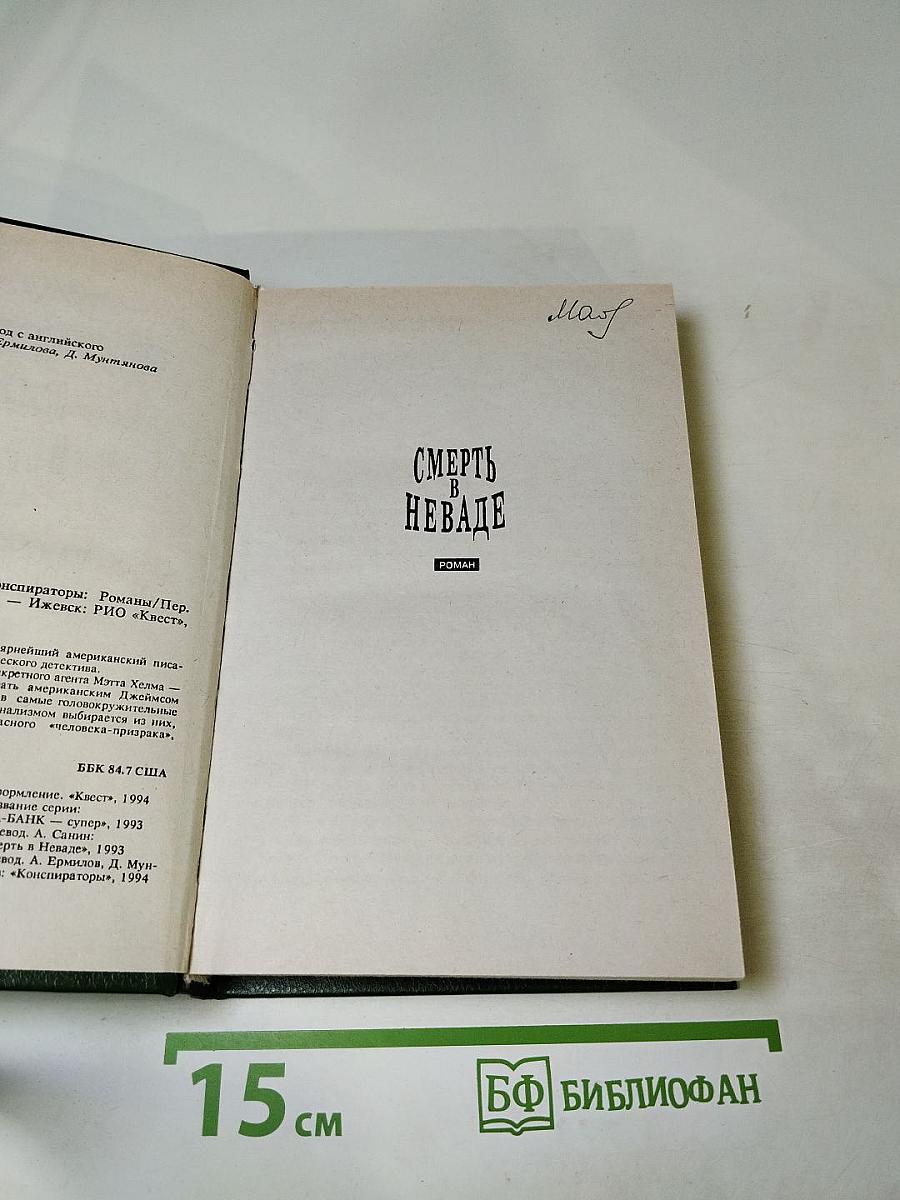 од с английского
Ермилова, Д. Мунтянова
онспираторы: Романы/Пер.
— Ижевск: РИО «Квест»,
ярнейший американский писа-
еского детектива.
кретного агента Мэтта Хелма —
ать американским Джеймсом
в самые головокружительные
нализмом выбирается из них,
асного «человека-призрака».
ББК 84.7 США
ормление. «Квест», 1994
звание серии:
-БАНК — супер», 1993
евод. А. Санин:
ерть в Неваде», 1993
вод. А. Ермилов, Д. Мун-
: «Конспираторы», 1994
СМЕРТЬ
В
НЕВАДЕ
РОМАН
15 см
БФ БИБЛИОФАН